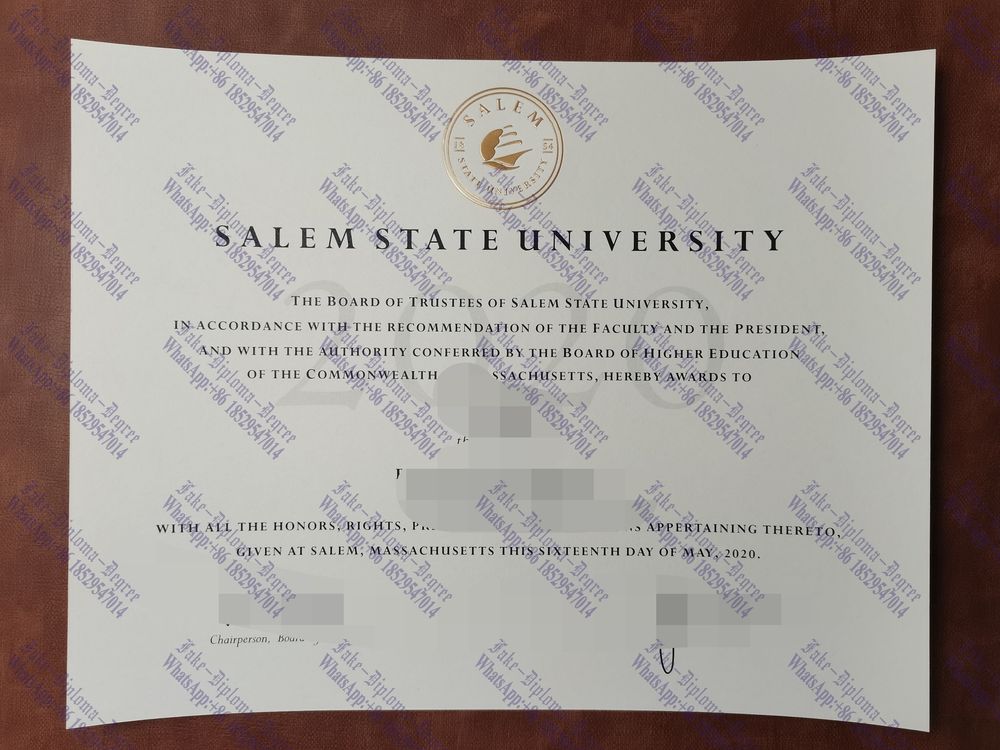 SALEM
18 54
STATE UNIVERSITY
SALEM STATE UNIVERSITY
2020
THE BOARD OF TRUSTEES OF SALEM STATE UNIVERSITY,
IN ACCORDANCE WITH THE RECOMMENDATION OF THE FACULTY AND THE PRESIDENT,
AND WITH THE AUTHORITY CONFERRED BY THE BOARD OF HIGHER EDUCATION
OF THE COMMONWEALTH SSACHUSETTS, HEREBY AWARDS TO
WITH ALL THE HONORS, RIGHTS, APPERTAINING THERETO,
GIVEN AT SALEM, MASSACHUSETTS THIS SIXTEENTH DAY OF MAY, 2020.
Chairperson,
Fake-Diploma-Degree
WhatsApp:+86 18529547014